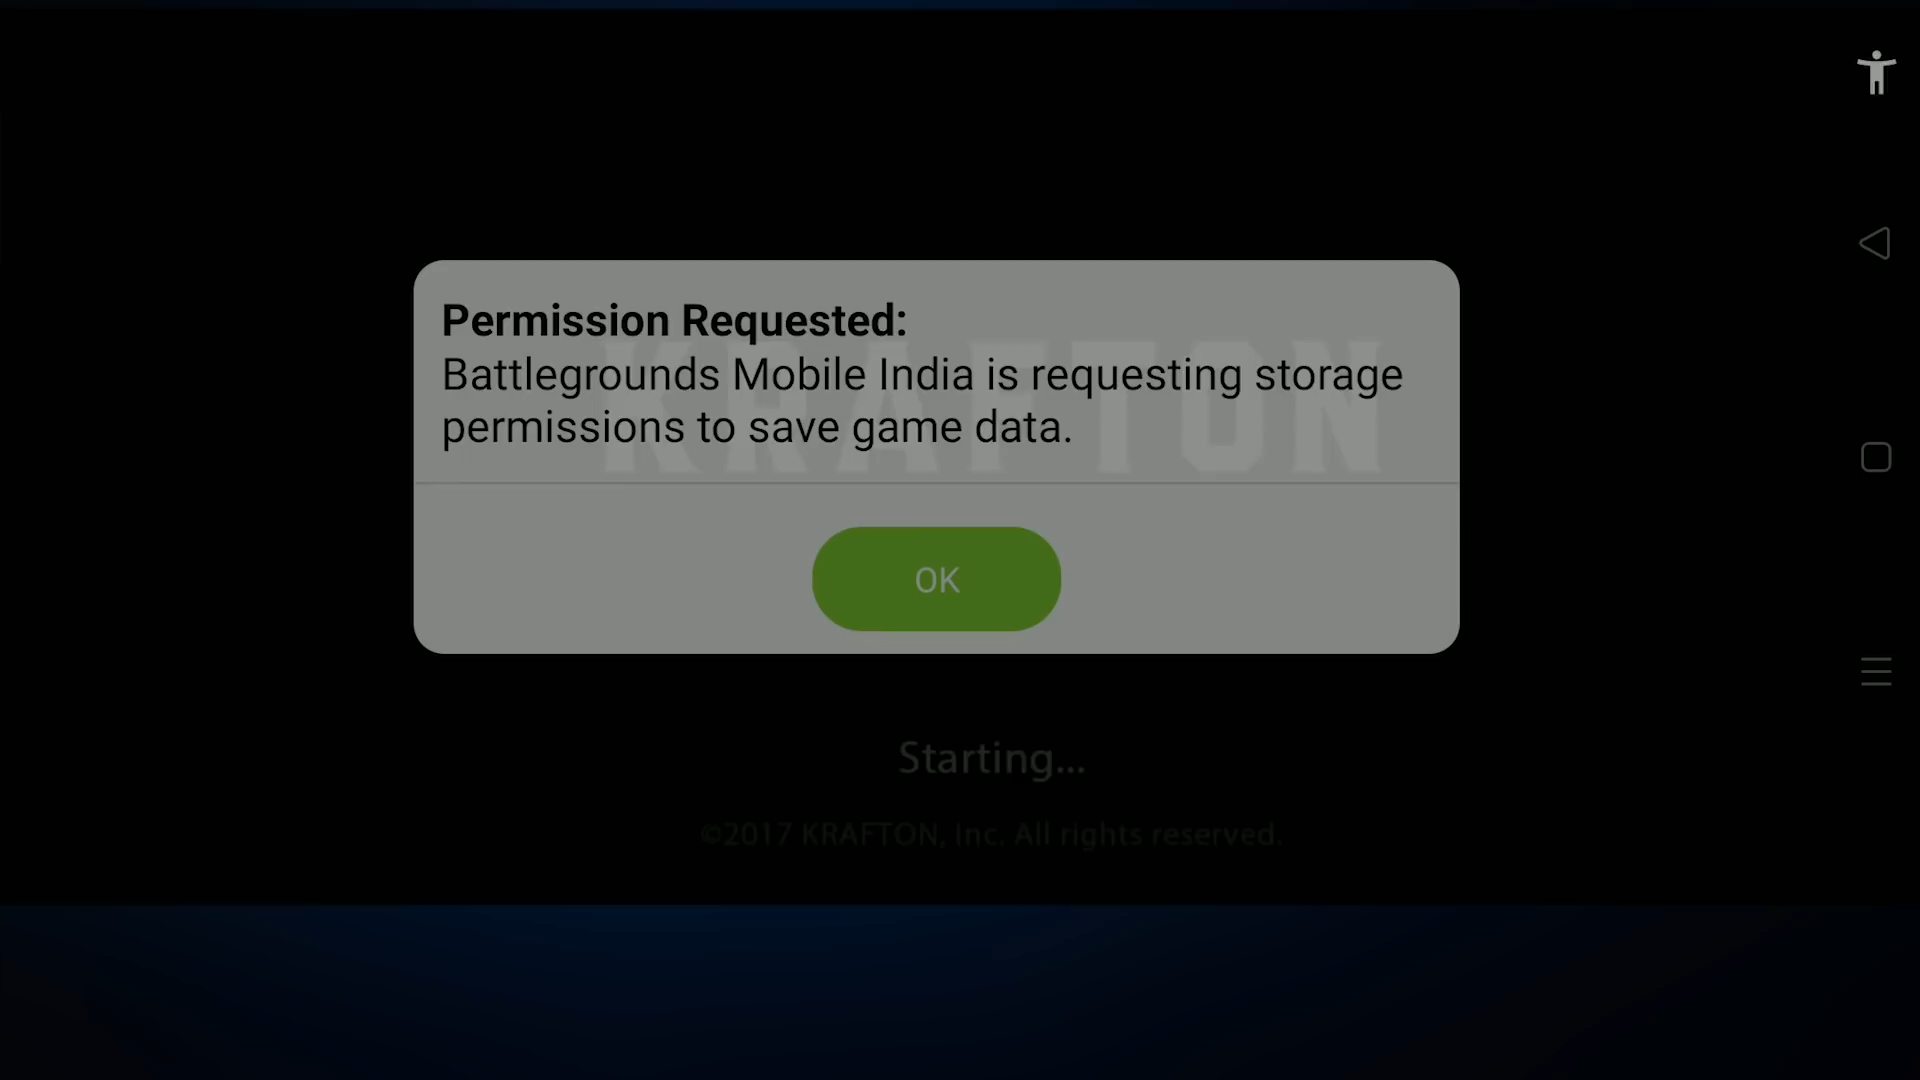 Permission Requested:
Battlegrounds Mobile India is requesting storage
permissions to save game data.
KRAFTON
OK
Starting...
©2017 KRAFTON, Inc. All rights reserved.